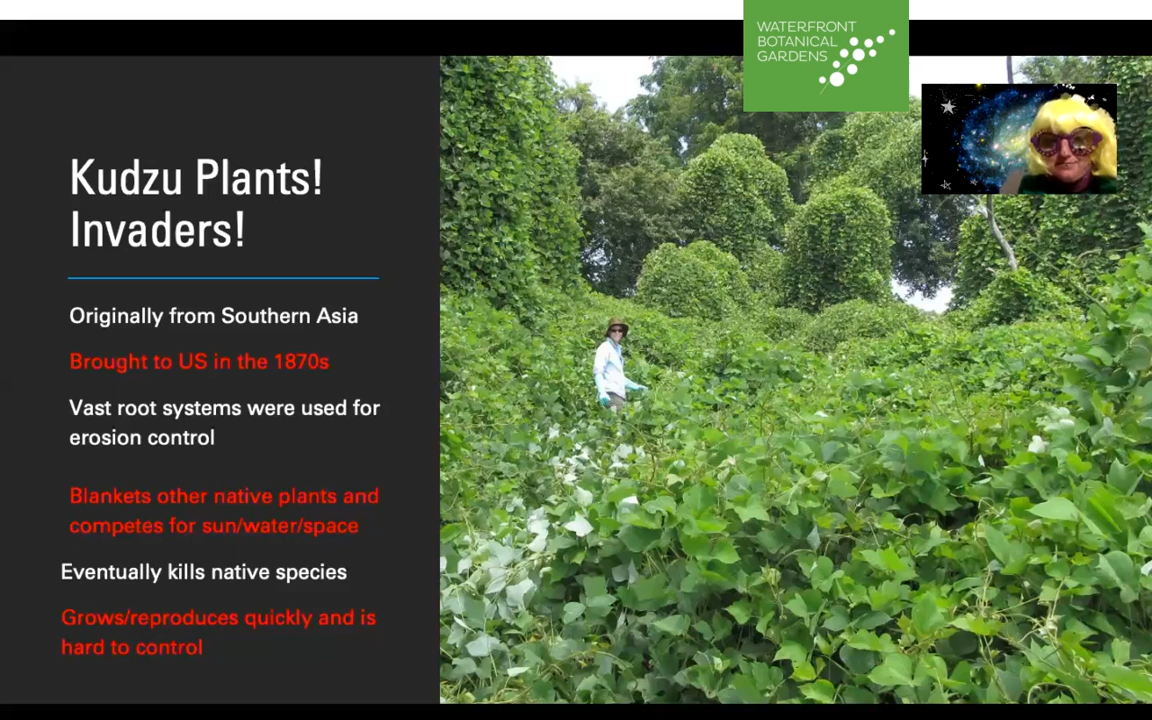 WATERFRONT
BOTANICAL
GARDENS
Kudzu Plants!
Invaders!
Originally from Southern Asia
Brought to US in the 1870s
Vast root systems were used for
erosion control
Blankets other native plants and
competes for sun/water/space
Eventually kills native species
Grows/reproduces quickly and is
hard to control